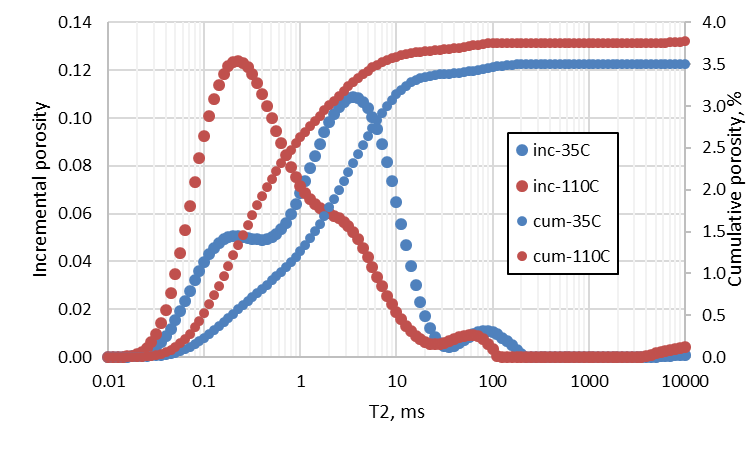 0.14
0.12
0.10
0.08
0.06
0.04
0.02
0.00
Incremental porosity
4.0
3.5
3.0
2.5
2.0
1.5
1.0
0.5
0.0
Cumulative porosity, %
inc-35C
inc-110C
cum-35C
cum-110C
0.01 0.1 1 10 100 1000 10000
T2, ms